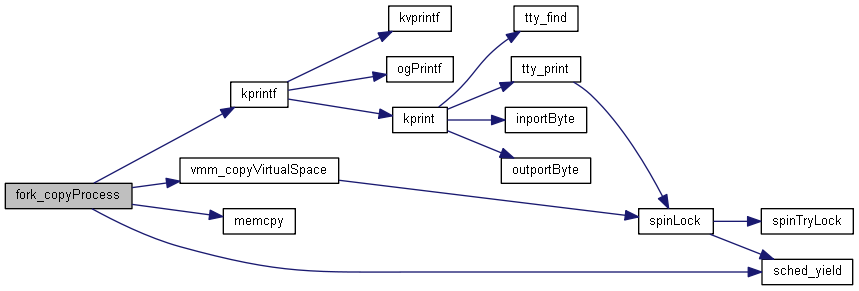 kvprintf
tty_find
ogPrintf
tty_print
kprintf
kprint
inportByte
vmm_copyVirtualSpace
outportByte
fork_copyProcess
memcpy
spinLock
spinTryLock
sched_yield